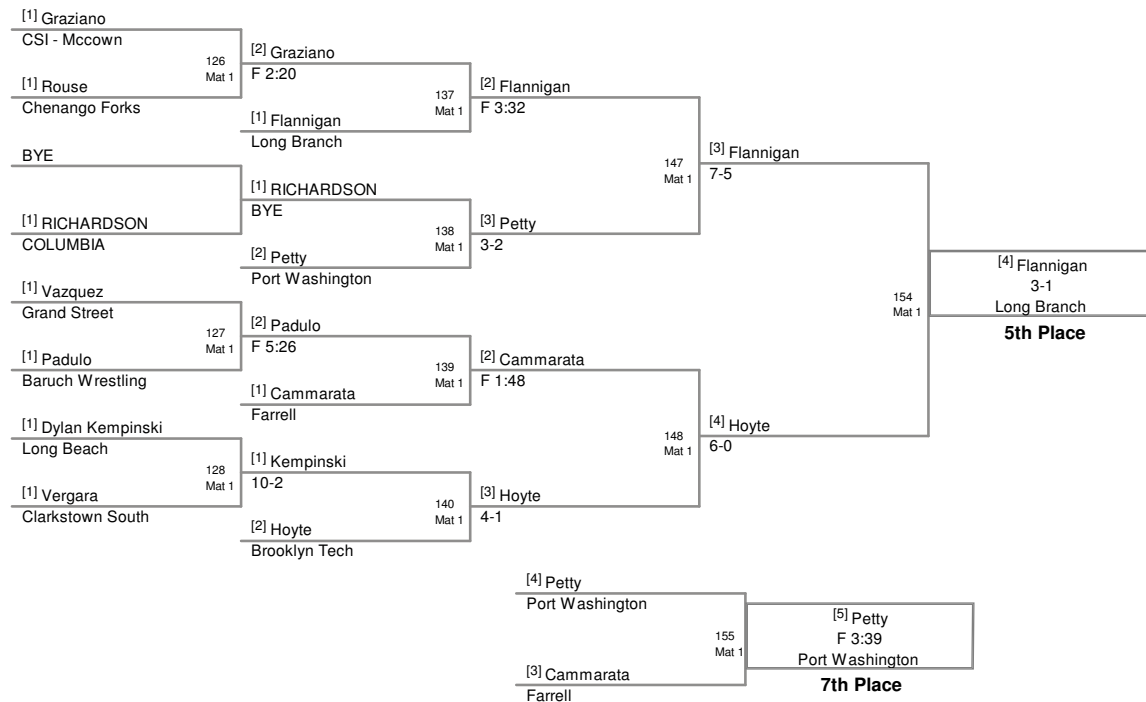 [1] Graziano
CSI - Mccown
126
Mat 1
[1] Rouse
Chenango Forks
[2] Graziano
F 2:20
137
Mat 1
[1] Flannigan
Long Branch
[2] Flannigan
F 3:32
BYE
[1] RICHARDSON
COLUMBIA
[1] RICHARDSON
BYE
138
Mat 1
[2] Petty
Port Washington
[3] Petty
3-2
147
Mat 1
[3] Flannigan
7-5
[1] Vazquez
Grand Street
127
Mat 1
[1] Padulo
Baruch Wrestling
[2] Padulo
F 5:26
139
Mat 1
[1] Cammarata
Farrell
[2] Cammarata
F 1:48
[1] Dylan Kempinski
Long Beach
128
Mat 1
[1] Vergara
Clarkstown South
[1] Kempinski
10-2
140
Mat 1
[2] Hoyte
Brooklyn Tech
[3] Hoyte
4-1
148
Mat 1
[4] Hoyte
6-0
154
Mat 1
[4] Flannigan
3-1
Long Branch
5th Place
[4] Petty
Port Washington
155
Mat 1
[3] Cammarata
Farrell
[5] Petty
F 3:39
Port Washington
7th Place